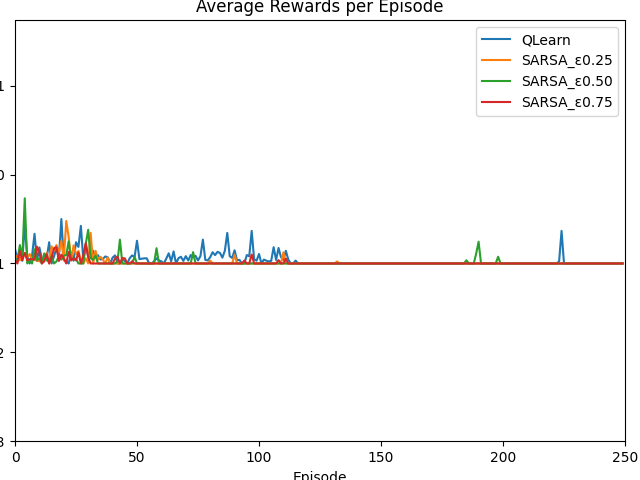 Average Rewards per Episode
QLearn
SARSA_ε0.25
SARSA_ε0.50
SARSA_ε0.75
1
0
1
2
3
0 50 100 150 200 250
Episode